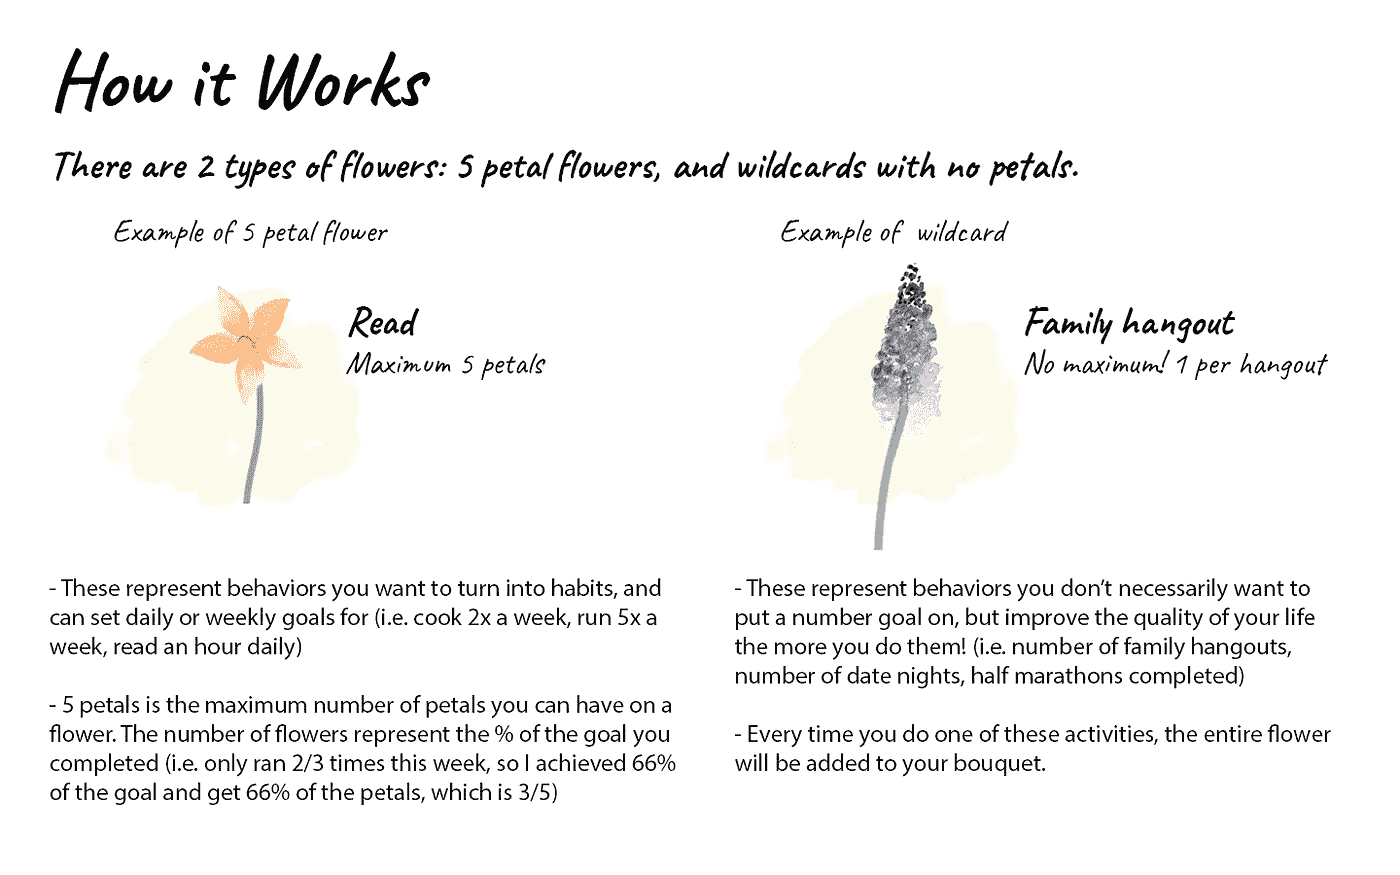 How it Works
There are 2 types of flowers: 5 petal flowers, and wildcards with no petals.
Example of 5 petal flower
Read
Maximum 5 petals
- These represent behaviors you want to turn into habits, and
can set daily or weekly goals for (i.e. cook 2x a week, run 5x a
week, read an hour daily)
- 5 petals is the maximum number of petals you can have on a
flower. The number of flowers represent the % of the goal you
completed (i.e. only ran 2/3 times this week, so I achieved 66%
of the goal and get 66% of the petals, which is 3/5)
Example of wildcard
Family hangout
No maximum! 1 per hangout
- These represent behaviors you don’t necessarily want to
put a number goal on, but improve the quality of your life
the more you do them! (i.e. number of family hangouts,
number of date nights, half marathons completed)
- Every time you do one of these activities, the entire flower
will be added to your bouquet.